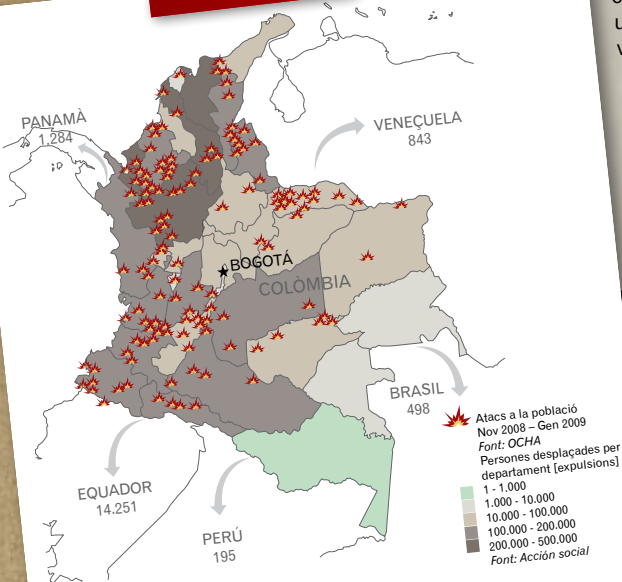 PANAMÀ
1.284
VENEÇUELA
843
BOGOTÁ
COLÒMBIA
BRASIL
498
EQUADOR
14.251
PERÚ
195
Atacs a la població
Nov 2008 – Gen 2009
Font: OCHA
Persones desplaçades per
departament [expulsions]
1 - 1.000
1.000 - 10.000
10.000 - 100.000
100.000 - 200.000
200.000 - 500.000
Font: Acción social